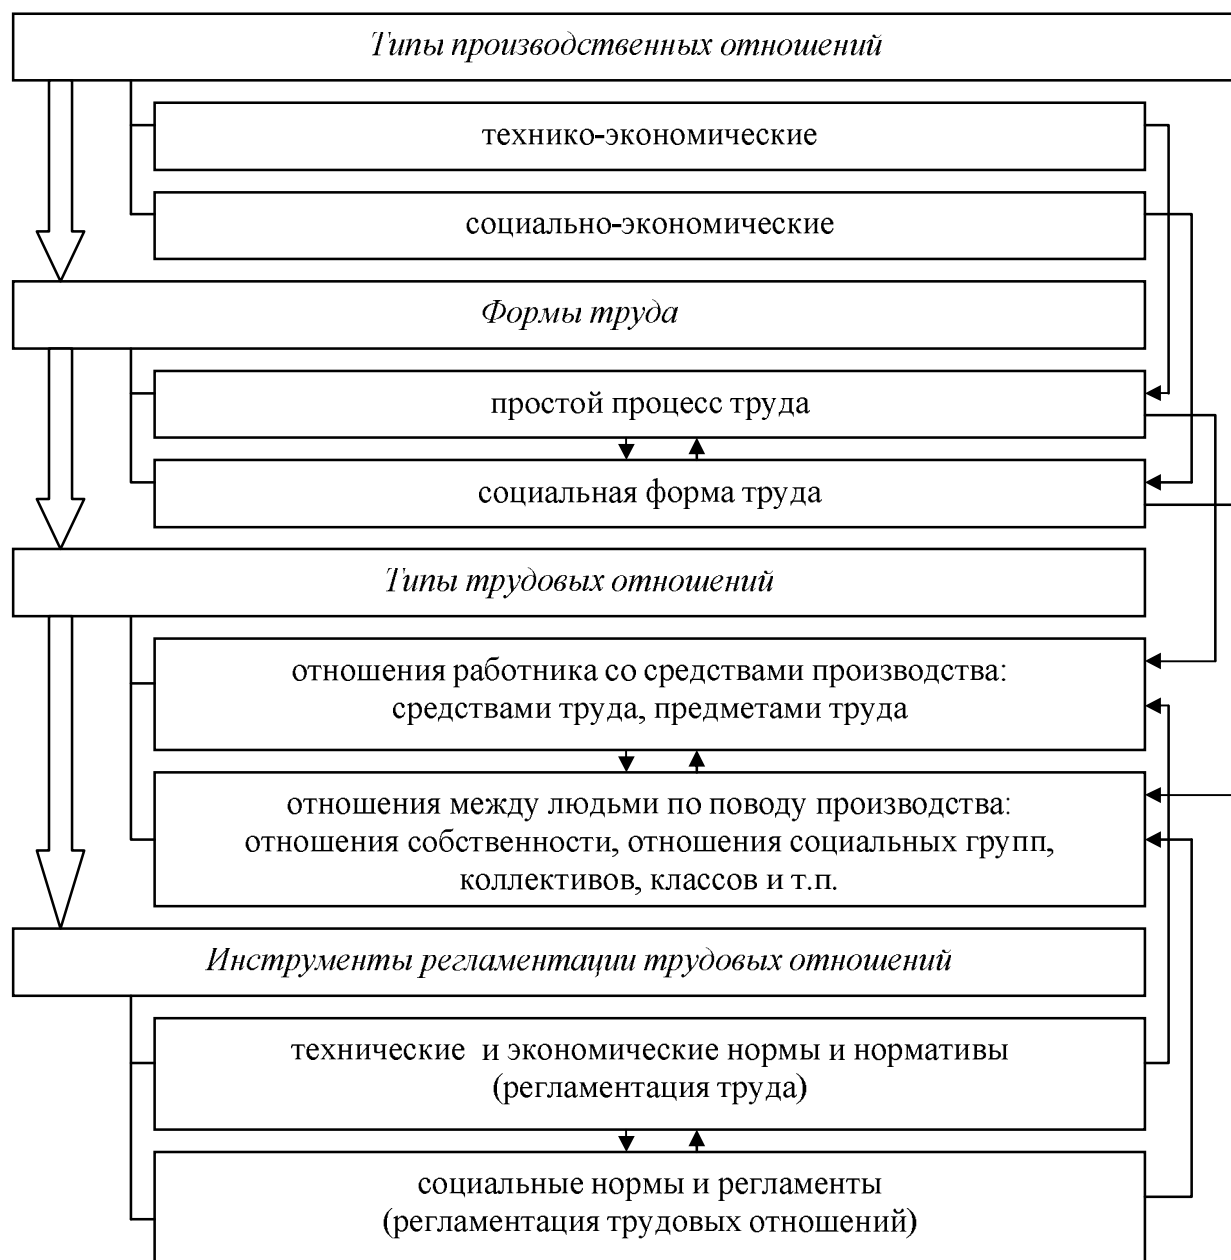 Типы производственных отношений
технико-экономические
социально-экономические
Формы труда
простой процесс труда
социальная форма труда
Типы трудовых отношений
отношения работника со средствами производства:
средствами труда, предметами труда
отношения между людьми по поводу производства:
отношения собственности, отношения социальных групп,
коллективов, классов и т.п.
Инструменты регламентации трудовых отношений
технические и экономические нормы и нормативы
(регламентация труда)
социальные нормы и регламенты
(регламентация трудовых отношений)